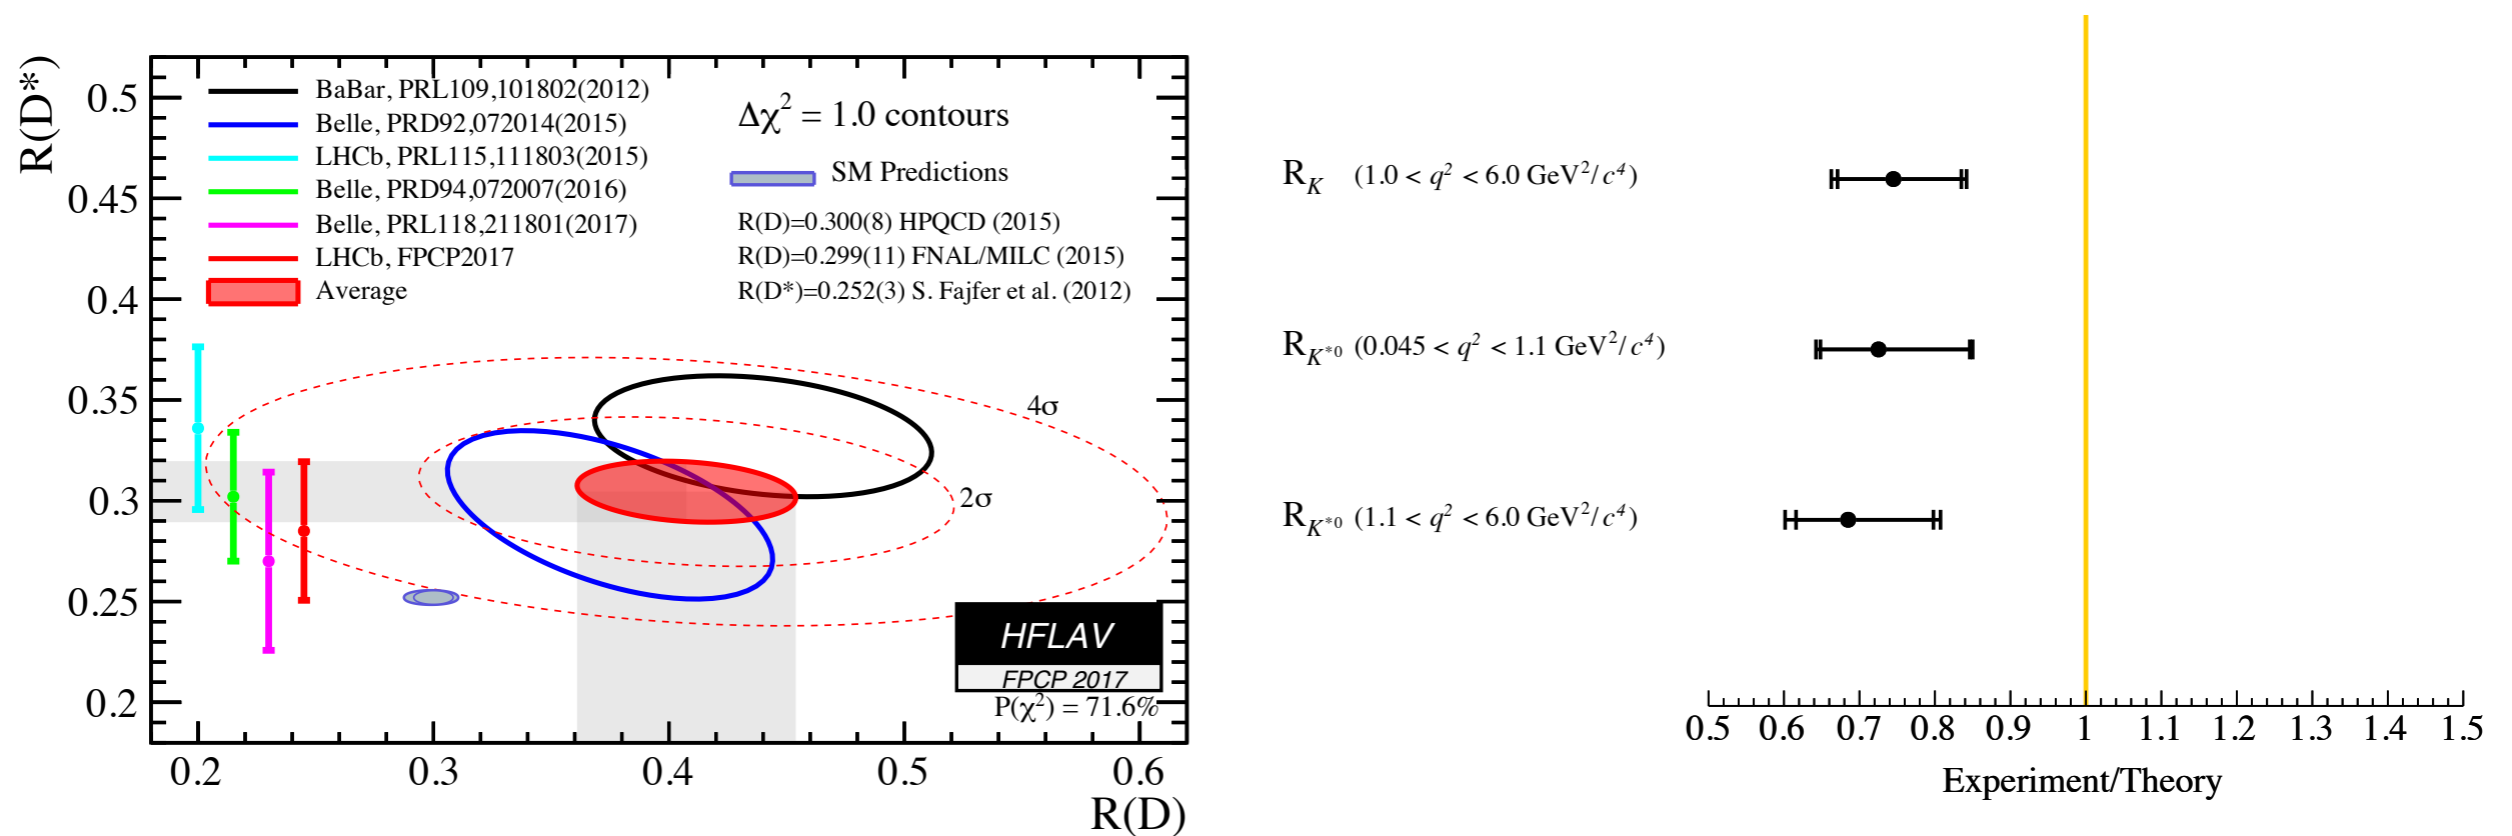 R(D*)
0.5
0.45
0.4
0.35
0.3
0.25
0.2
BaBar, PRL109,101802(2012)
Belle, PRD92,072014(2015)
LHCb, PRL115,111803(2015)
Belle, PRD94,072007(2016)
Belle, PRL118,211801(2017)
LHCb, FPCP2017
Average
Δχ² = 1.0 contours
SM Predictions
R(D)=0.300(8) HPQCD (2015)
R(D)=0.299(11) FNAL/MILC (2015)
R(D*)=0.252(3) S. Fajfer et al. (2012)
4σ
2σ
HFLAV
FPCP 2017
P(χ²) = 71.6%
0.2 0.3 0.4 0.5 0.6
R(D)
R_K (1.0 < q² < 6.0 GeV²/c⁴)
R_K*⁰ (0.045 < q² < 1.1 GeV²/c⁴)
R_K*⁰ (1.1 < q² < 6.0 GeV²/c⁴)
0.5 0.6 0.7 0.8 0.9 1 1.1 1.2 1.3 1.4 1.5
Experiment/Theory